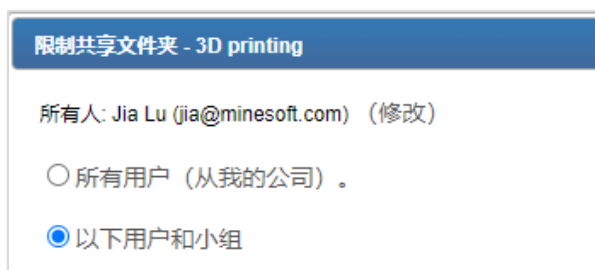 限制共享文件夹 - 3D printing
所有人: Jia Lu (jia@minesoft.com) （修改）
所有用户（从我的公司）。
以下用户和小组